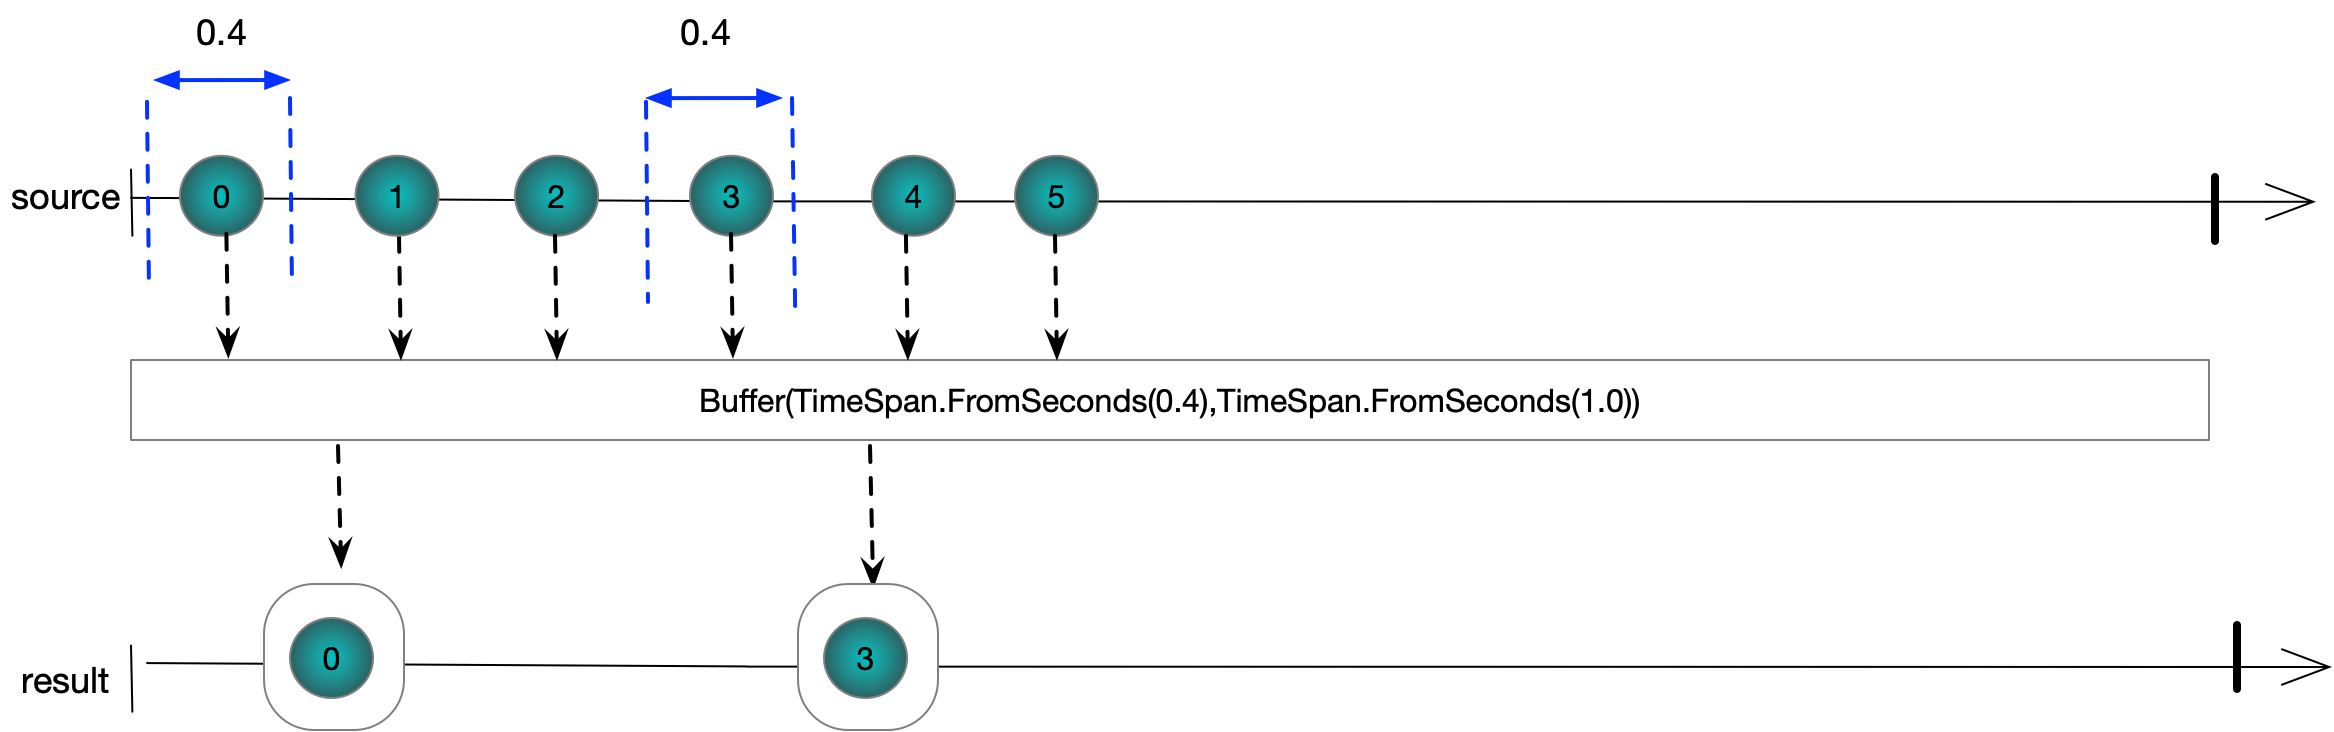 0.4 0.4
source 0 1 2 3 4 5
Buffer(TimeSpan.FromSeconds(0.4),TimeSpan.FromSeconds(1.0))
result 0 3